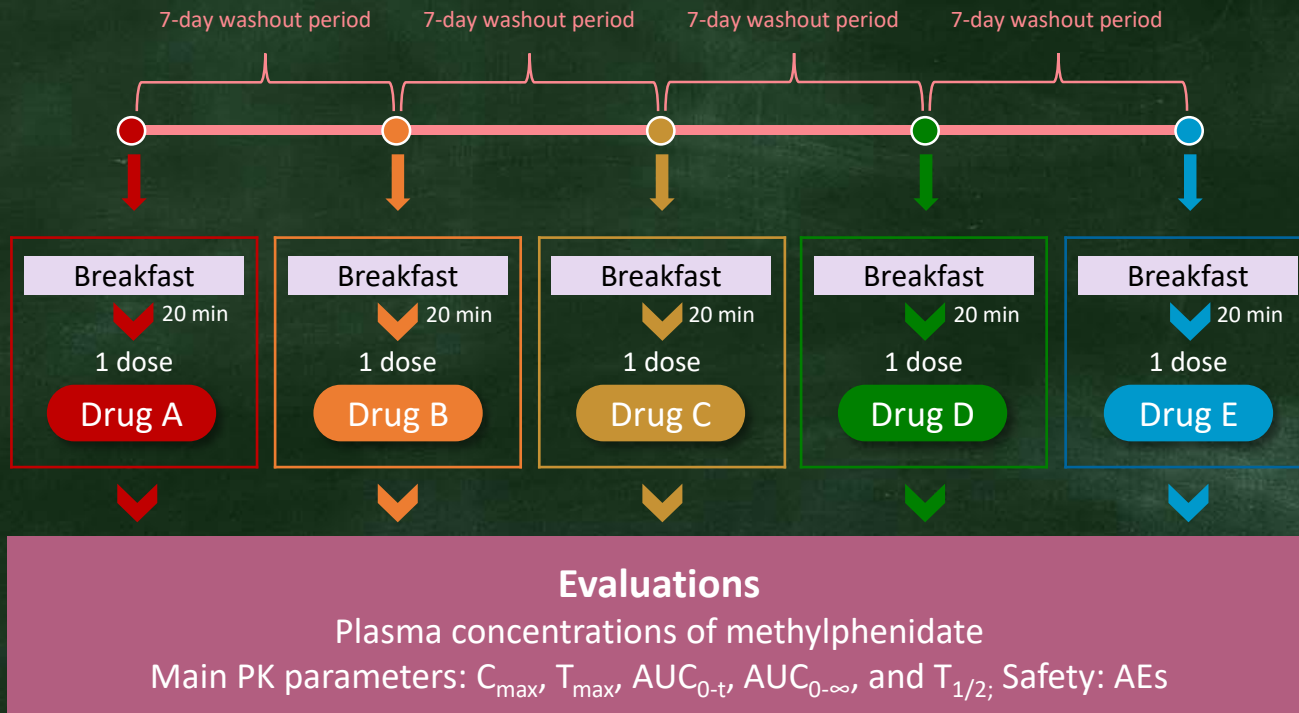 7-day washout period 7-day washout period 7-day washout period 7-day washout period
Breakfast Breakfast Breakfast Breakfast Breakfast
20 min 20 min 20 min 20 min 20 min
1 dose 1 dose 1 dose 1 dose 1 dose
Drug A Drug B Drug C Drug D Drug E
Evaluations
Plasma concentrations of methylphenidate
Main PK parameters: Cmax, Tmax, AUC0-t, AUC0-∞, and T1/2; Safety: AEs